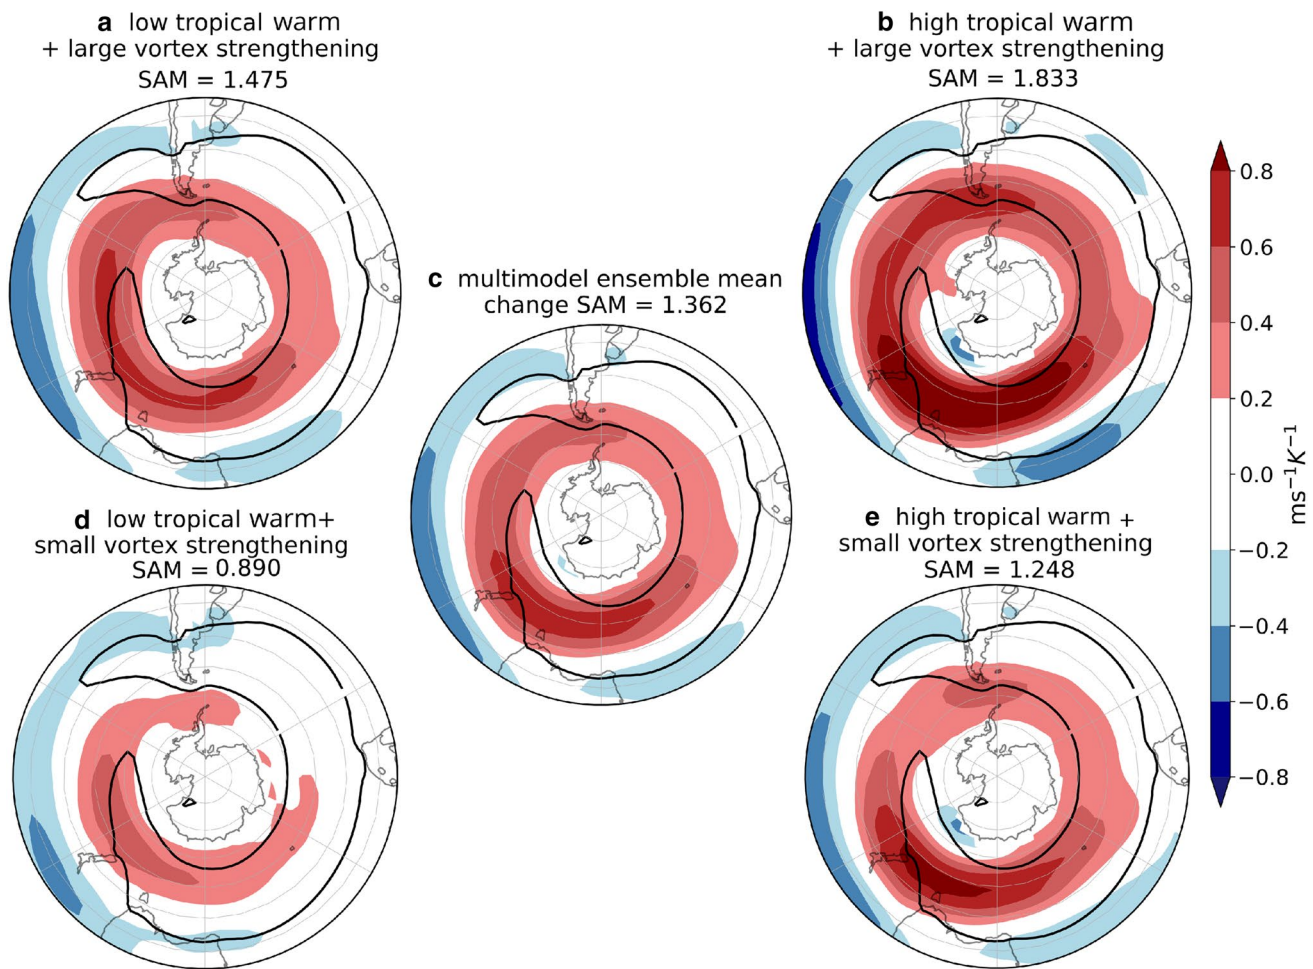 a low tropical warm
+ large vortex strengthening
SAM = 1.475
b high tropical warm
+ large vortex strengthening
SAM = 1.833
c multimodel ensemble mean
change SAM = 1.362
d low tropical warm+
small vortex strengthening
SAM = 0.890
e high tropical warm +
small vortex strengthening
SAM = 1.248
0.8
0.6
0.4
0.2
0.0
−0.2
−0.4
−0.6
−0.8
ms⁻¹K⁻¹